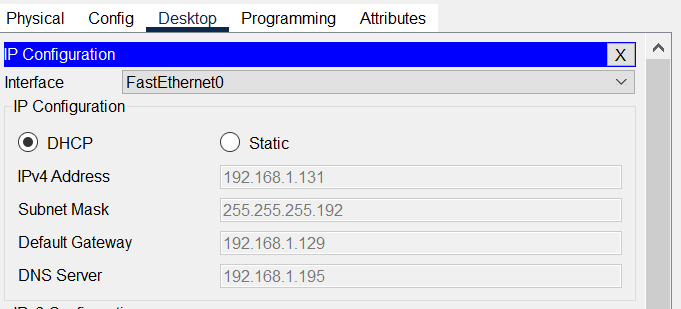 Physical Config Desktop Programming Attributes
IP Configuration X
Interface FastEthernet0
IP Configuration
DHCP Static
IPv4 Address 192.168.1.131
Subnet Mask 255.255.255.192
Default Gateway 192.168.1.129
DNS Server 192.168.1.195